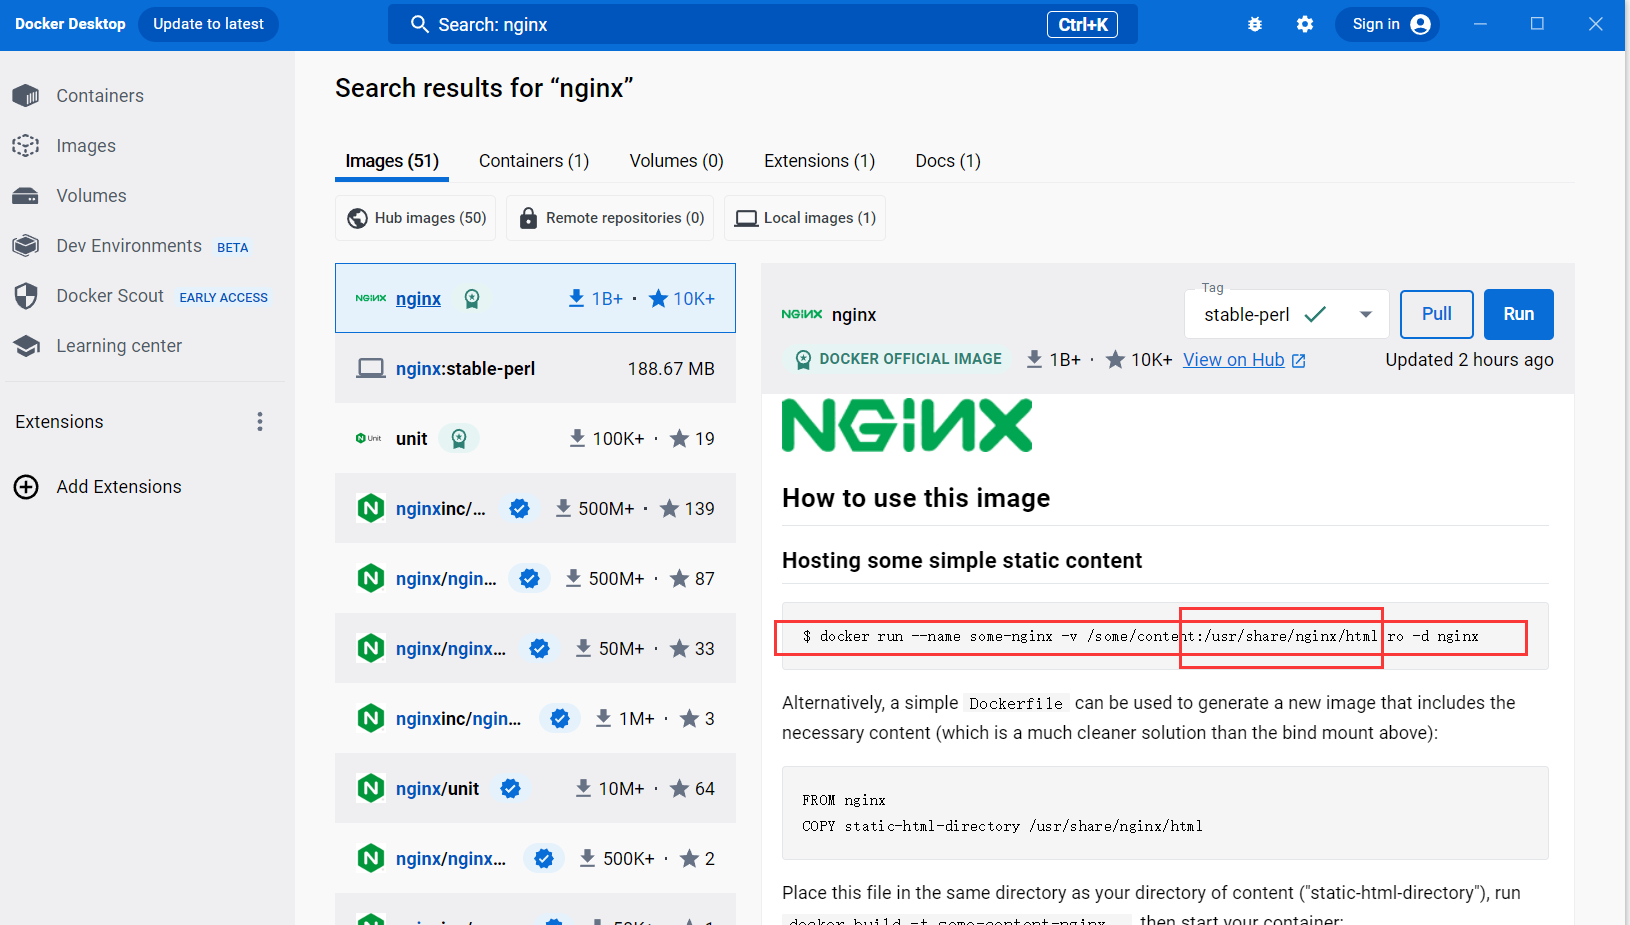 Docker Desktop Update to latest Search: nginx Ctrl+K Sign in
Containers
Images
Volumes
Dev Environments BETA
Docker Scout EARLY ACCESS
Learning center
Extensions
Add Extensions
Search results for “nginx”
Images (51) Containers (1) Volumes (0) Extensions (1) Docs (1)
Hub images (50) Remote repositories (0) Local images (1)
NGINX nginx 1B+ · 10K+
nginx:stable-perl 188.67 MB
N Unit unit 100K+ · 19
N nginxinc/... 500M+ · 139
N nginx/ngin... 500M+ · 87
N nginx/nginx... 50M+ · 33
N nginxinc/ngin... 1M+ · 3
N nginx/unit 10M+ · 64
N nginx/nginx... 500K+ · 2
NGINX nginx
Tag
stable-perl
Pull
Run
DOCKER OFFICIAL IMAGE 1B+ · 10K+ View on Hub Updated 2 hours ago
NGINX
How to use this image
Hosting some simple static content
$ docker run --name some-nginx -v /some/content:/usr/share/nginx/html ro -d nginx
Alternatively, a simple Dockerfile can be used to generate a new image that includes the
necessary content (which is a much cleaner solution than the bind mount above):
FROM nginx
COPY static-html-directory /usr/share/nginx/html
Place this file in the same directory as your directory of content ("static-html-directory"), run
docker build -t some-content-nginx . then start your container: